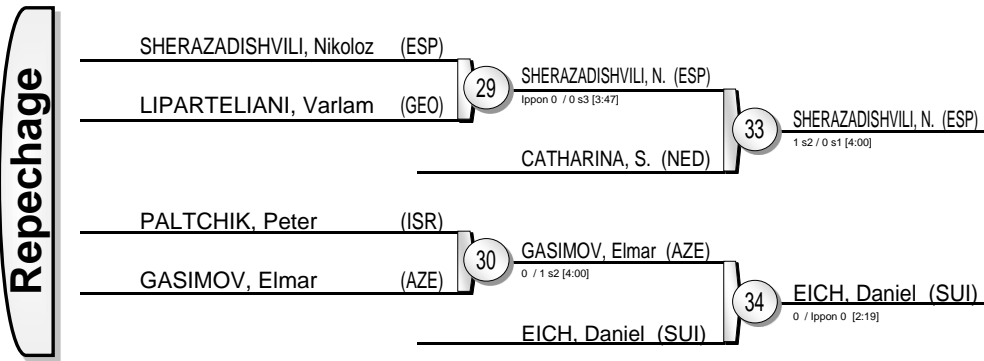 Repechage
SHERAZADISHVILI, Nikoloz (ESP)
LIPARTELIANI, Varlam (GEO)
29
SHERAZADISHVILI, N. (ESP)
Ippon 0 / 0 s3 [3:47]
CATHARINA, S. (NED)
33
SHERAZADISHVILI, N. (ESP)
1 s2 / 0 s1 [4:00]
PALTCHIK, Peter (ISR)
GASIMOV, Elmar (AZE)
30
GASIMOV, Elmar (AZE)
0 / 1 s2 [4:00]
EICH, Daniel (SUI)
34
EICH, Daniel (SUI)
0 / Ippon 0 [2:19]